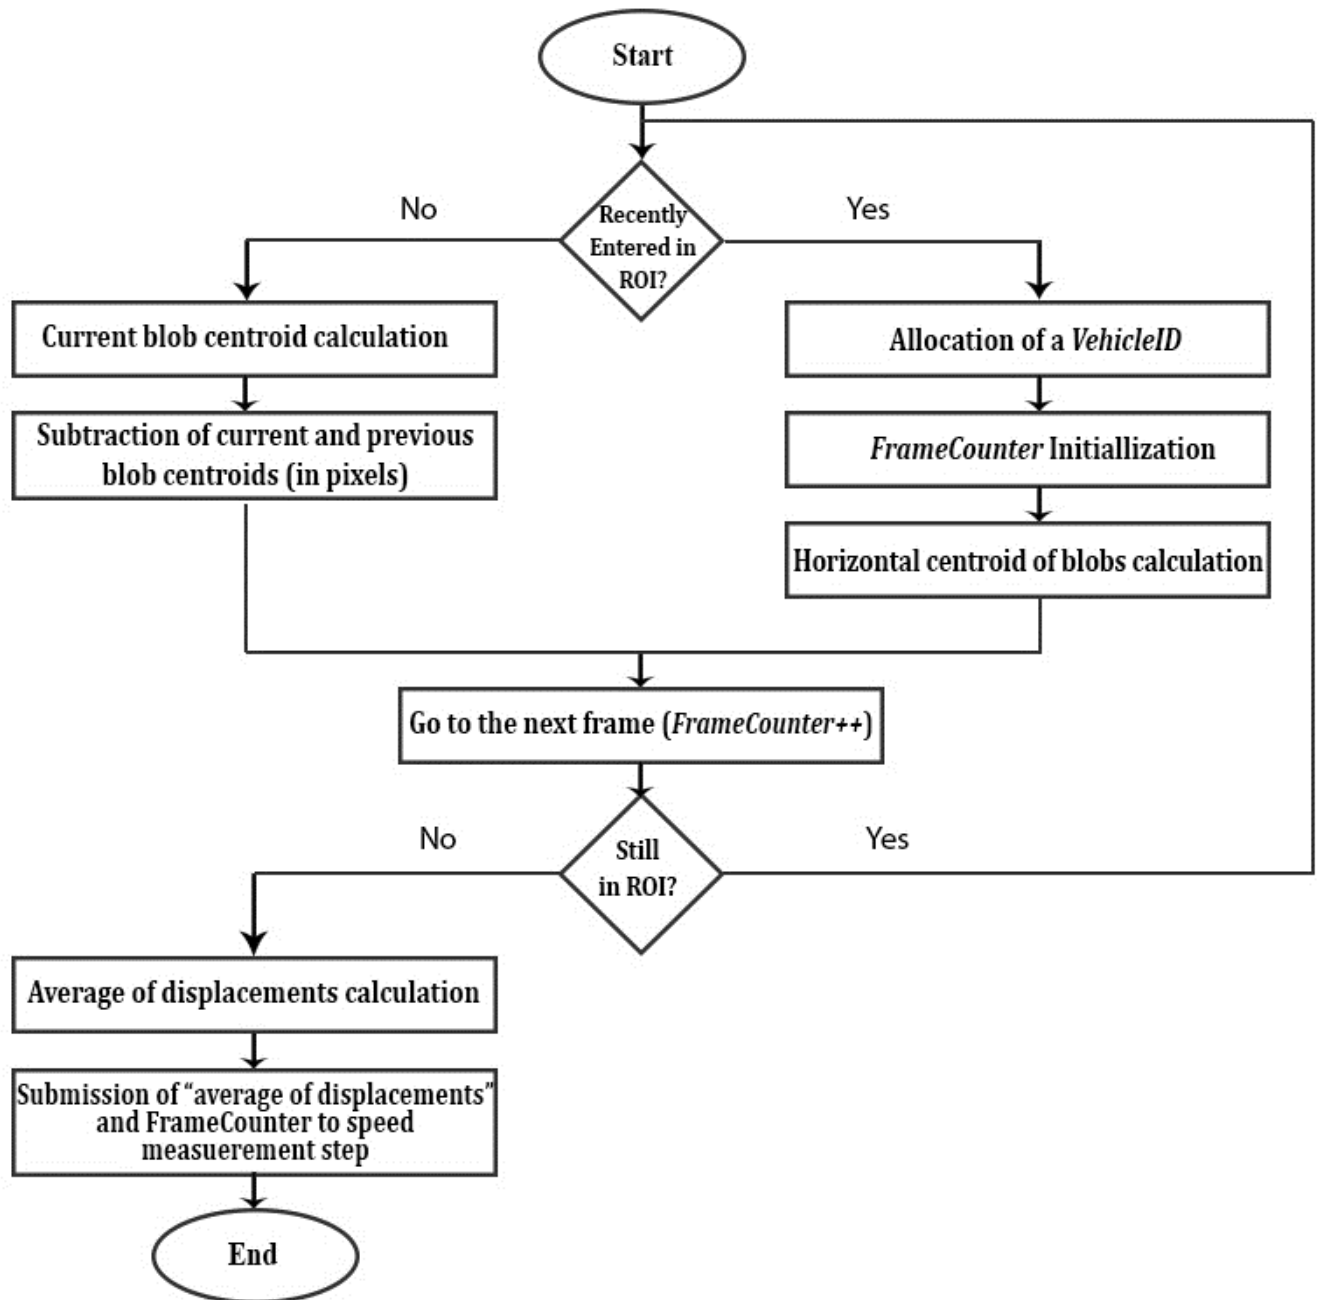 Start
Recently
Entered in
ROI?
No
Yes
Current blob centroid calculation
Subtraction of current and previous
blob centroids (in pixels)
Allocation of a VehicleID
FrameCounter Initiallization
Horizontal centroid of blobs calculation
Go to the next frame (FrameCounter++)
Still
in ROI?
No
Yes
Average of displacements calculation
Submission of “average of displacements”
and FrameCounter to speed
measuerement step
End